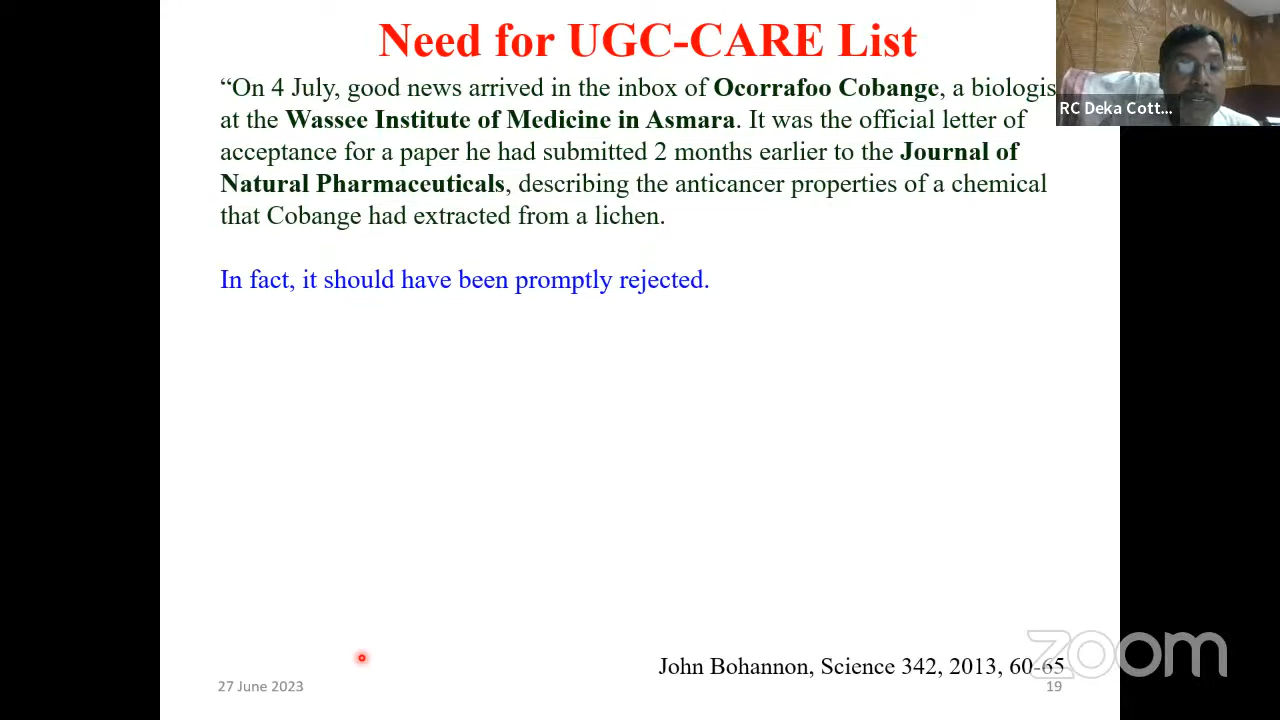 Need for UGC-CARE List
“On 4 July, good news arrived in the inbox of Ocorrafoo Cobange, a biologis
at the Wassee Institute of Medicine in Asmara. It was the official letter of
acceptance for a paper he had submitted 2 months earlier to the Journal of
Natural Pharmaceuticals, describing the anticancer properties of a chemical
that Cobange had extracted from a lichen.
In fact, it should have been promptly rejected.
RC Deka Cott...
John Bohannon, Science 342, 2013, 60-65
27 June 2023
19
zoom